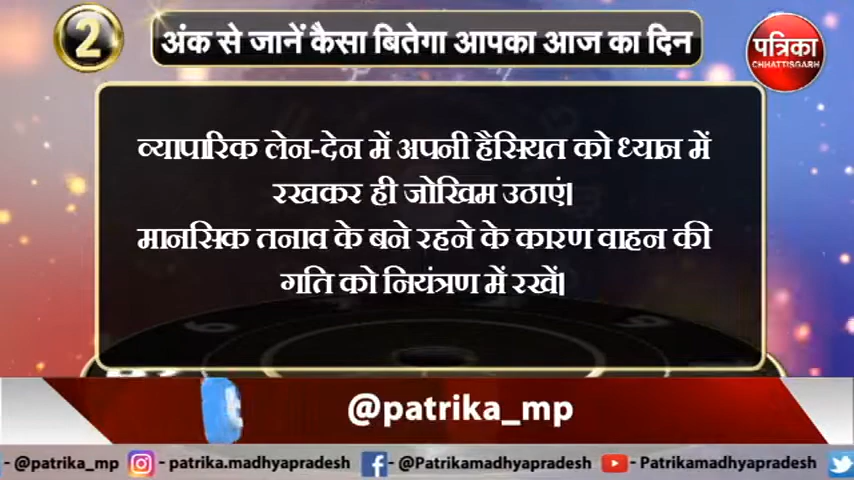 2
अंक से जानें कैसा बितेगा आपका आज का दिन
पत्रिका
CHHATTISGARH
व्यापारिक लेन-देन में अपनी हैसियत को ध्यान में
रखकर ही जोखिम उठाएं।
मानसिक तनाव के बने रहने के कारण वाहन की
गति को नियंत्रण में रखें।
@patrika_mp
- @patrika_mp - patrika.madhyapradesh - @Patrikamadhyapradesh - Patrikamadhyapradesh